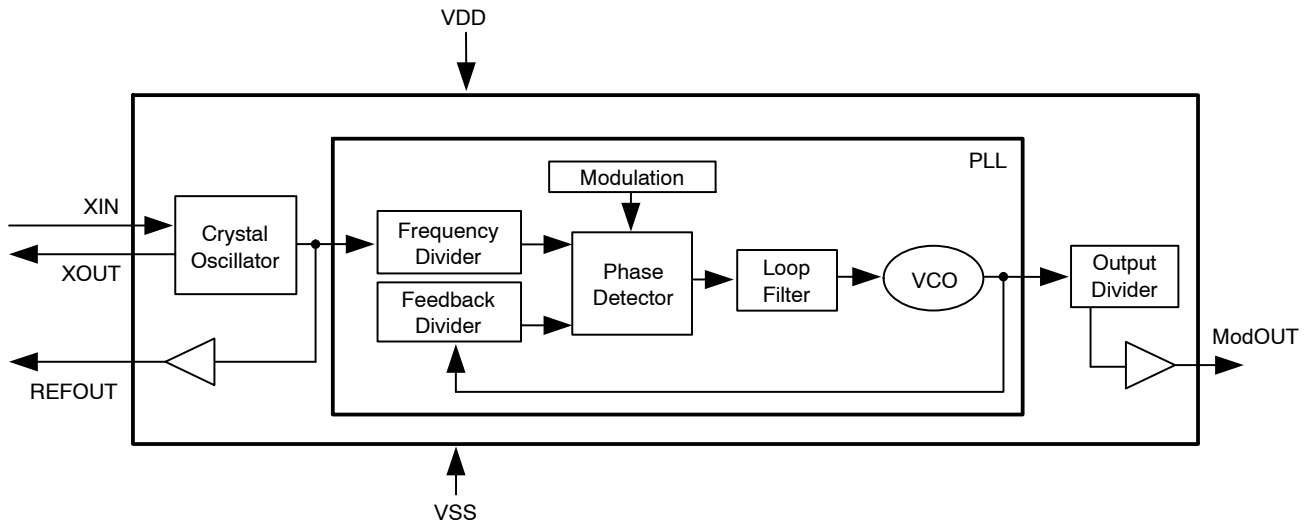 VDD
PLL
Modulation
XIN
Crystal
Oscillator
XOUT
Frequency
Divider
Phase
Detector
Loop
Filter
VCO
Output
Divider
Feedback
Divider
ModOUT
REFOUT
VSS